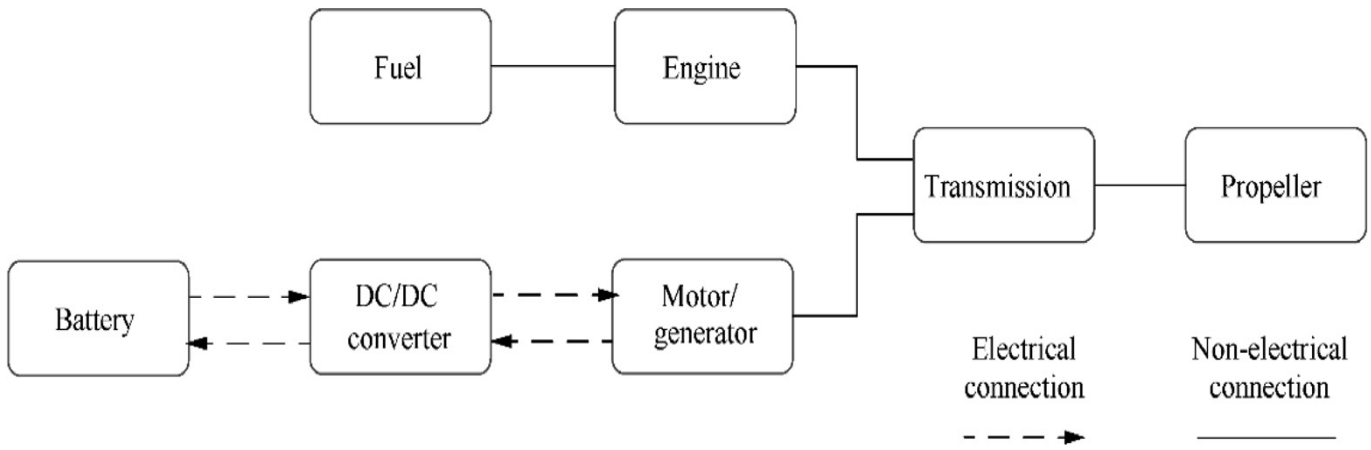 Fuel
Engine
Transmission
Propeller
Battery
DC/DC
converter
Motor/
generator
Electrical
connection
Non-electrical
connection